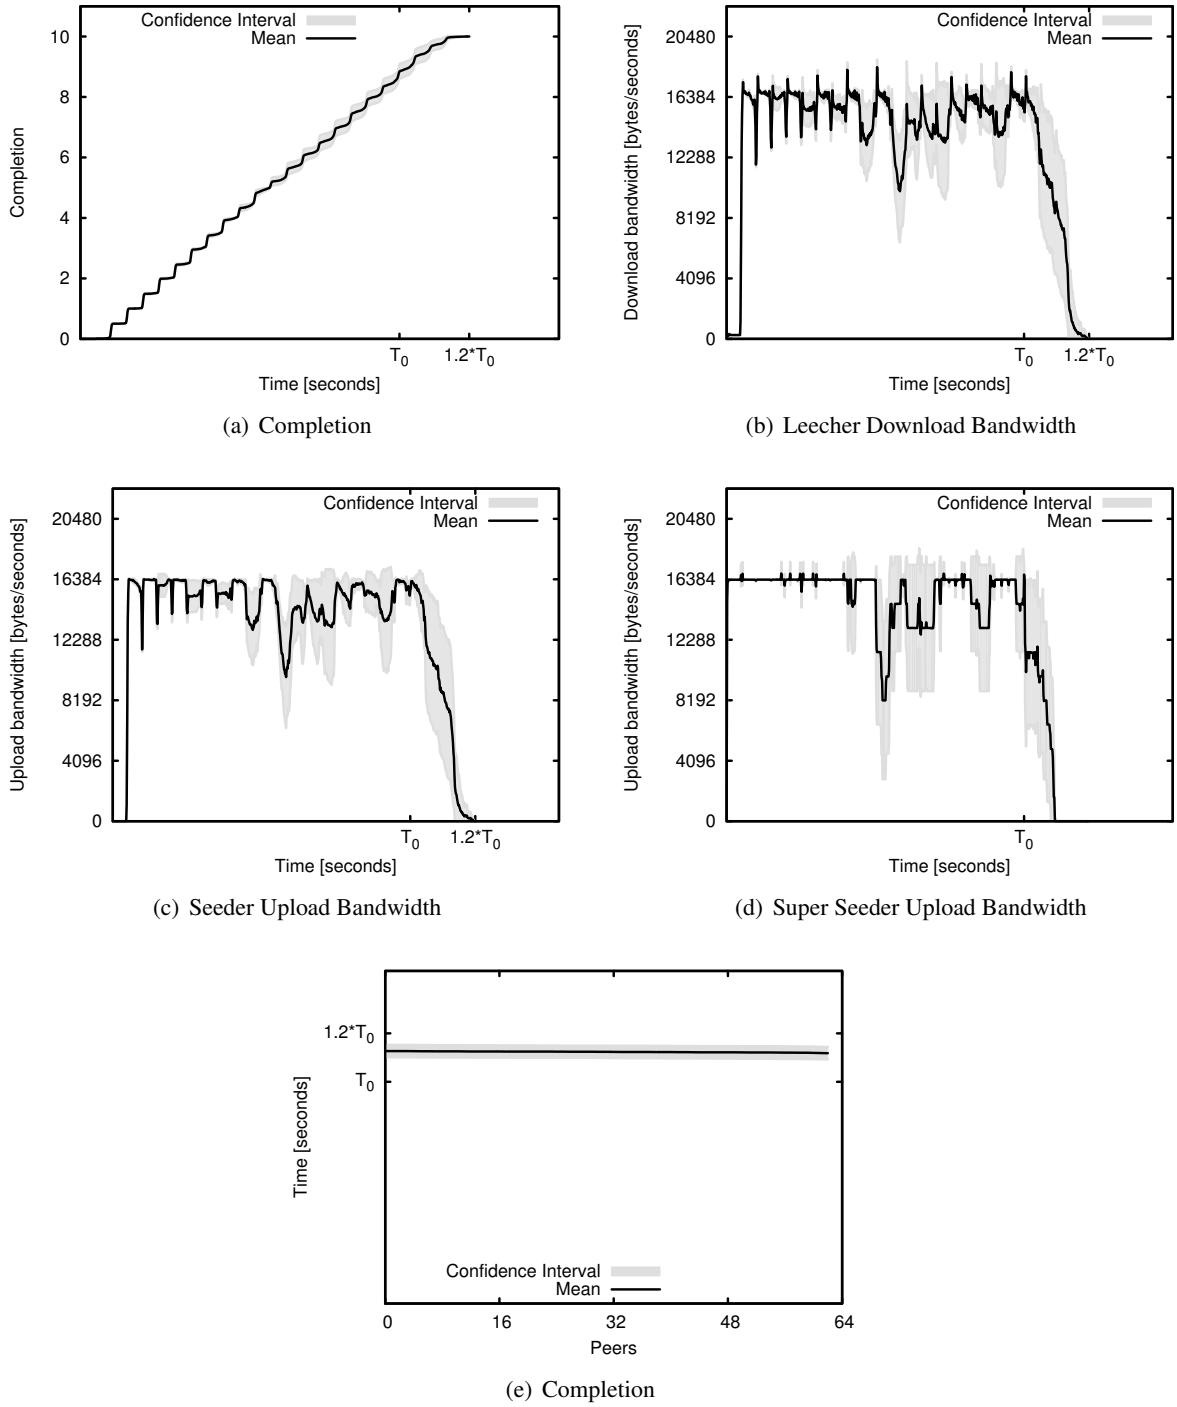 Confidence Interval
Mean
10
8
6
4
2
0
Completion
T0 1.2*T0
Time [seconds]
(a) Completion
Confidence Interval
Mean
20480
16384
12288
8192
4096
0
Download bandwidth [bytes/seconds]
T0 1.2*T0
Time [seconds]
(b) Leecher Download Bandwidth
Confidence Interval
Mean
20480
16384
12288
8192
4096
0
Upload bandwidth [bytes/seconds]
T0 1.2*T0
Time [seconds]
(c) Seeder Upload Bandwidth
Confidence Interval
Mean
20480
16384
12288
8192
4096
0
Upload bandwidth [bytes/seconds]
T0
Time [seconds]
(d) Super Seeder Upload Bandwidth
1.2*T0
T0
Time [seconds]
Confidence Interval
Mean
0 16 32 48 64
Peers
(e) Completion